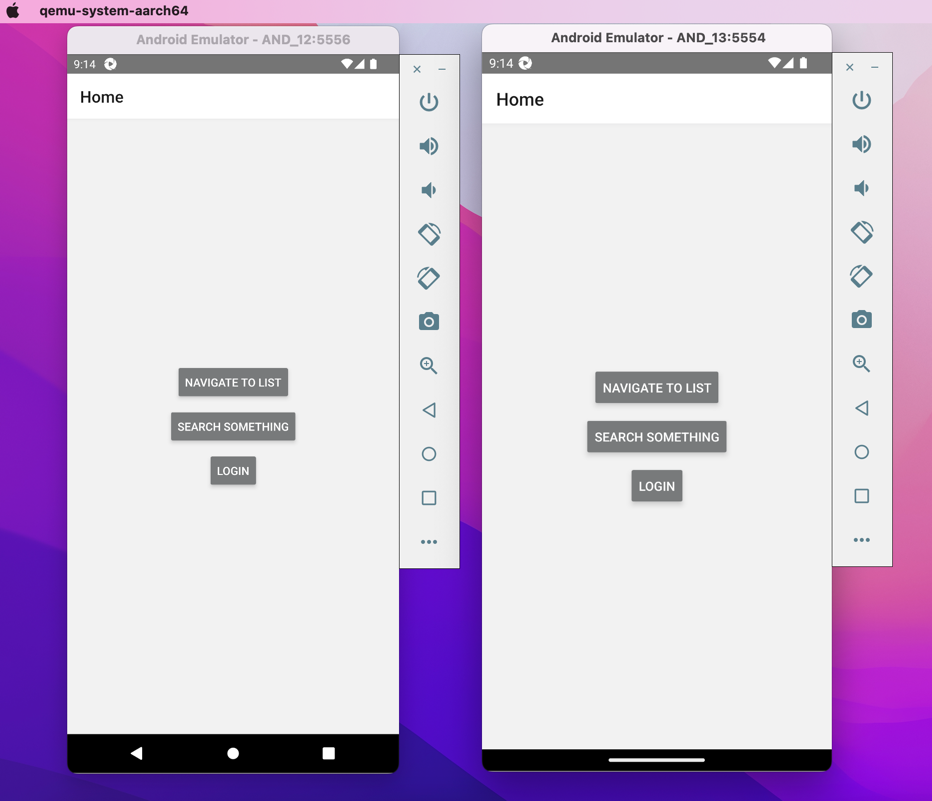 qemu-system-aarch64
Android Emulator - AND_12:5556
9:14
Home
NAVIGATE TO LIST
SEARCH SOMETHING
LOGIN
Android Emulator - AND_13:5554
9:14
Home
NAVIGATE TO LIST
SEARCH SOMETHING
LOGIN